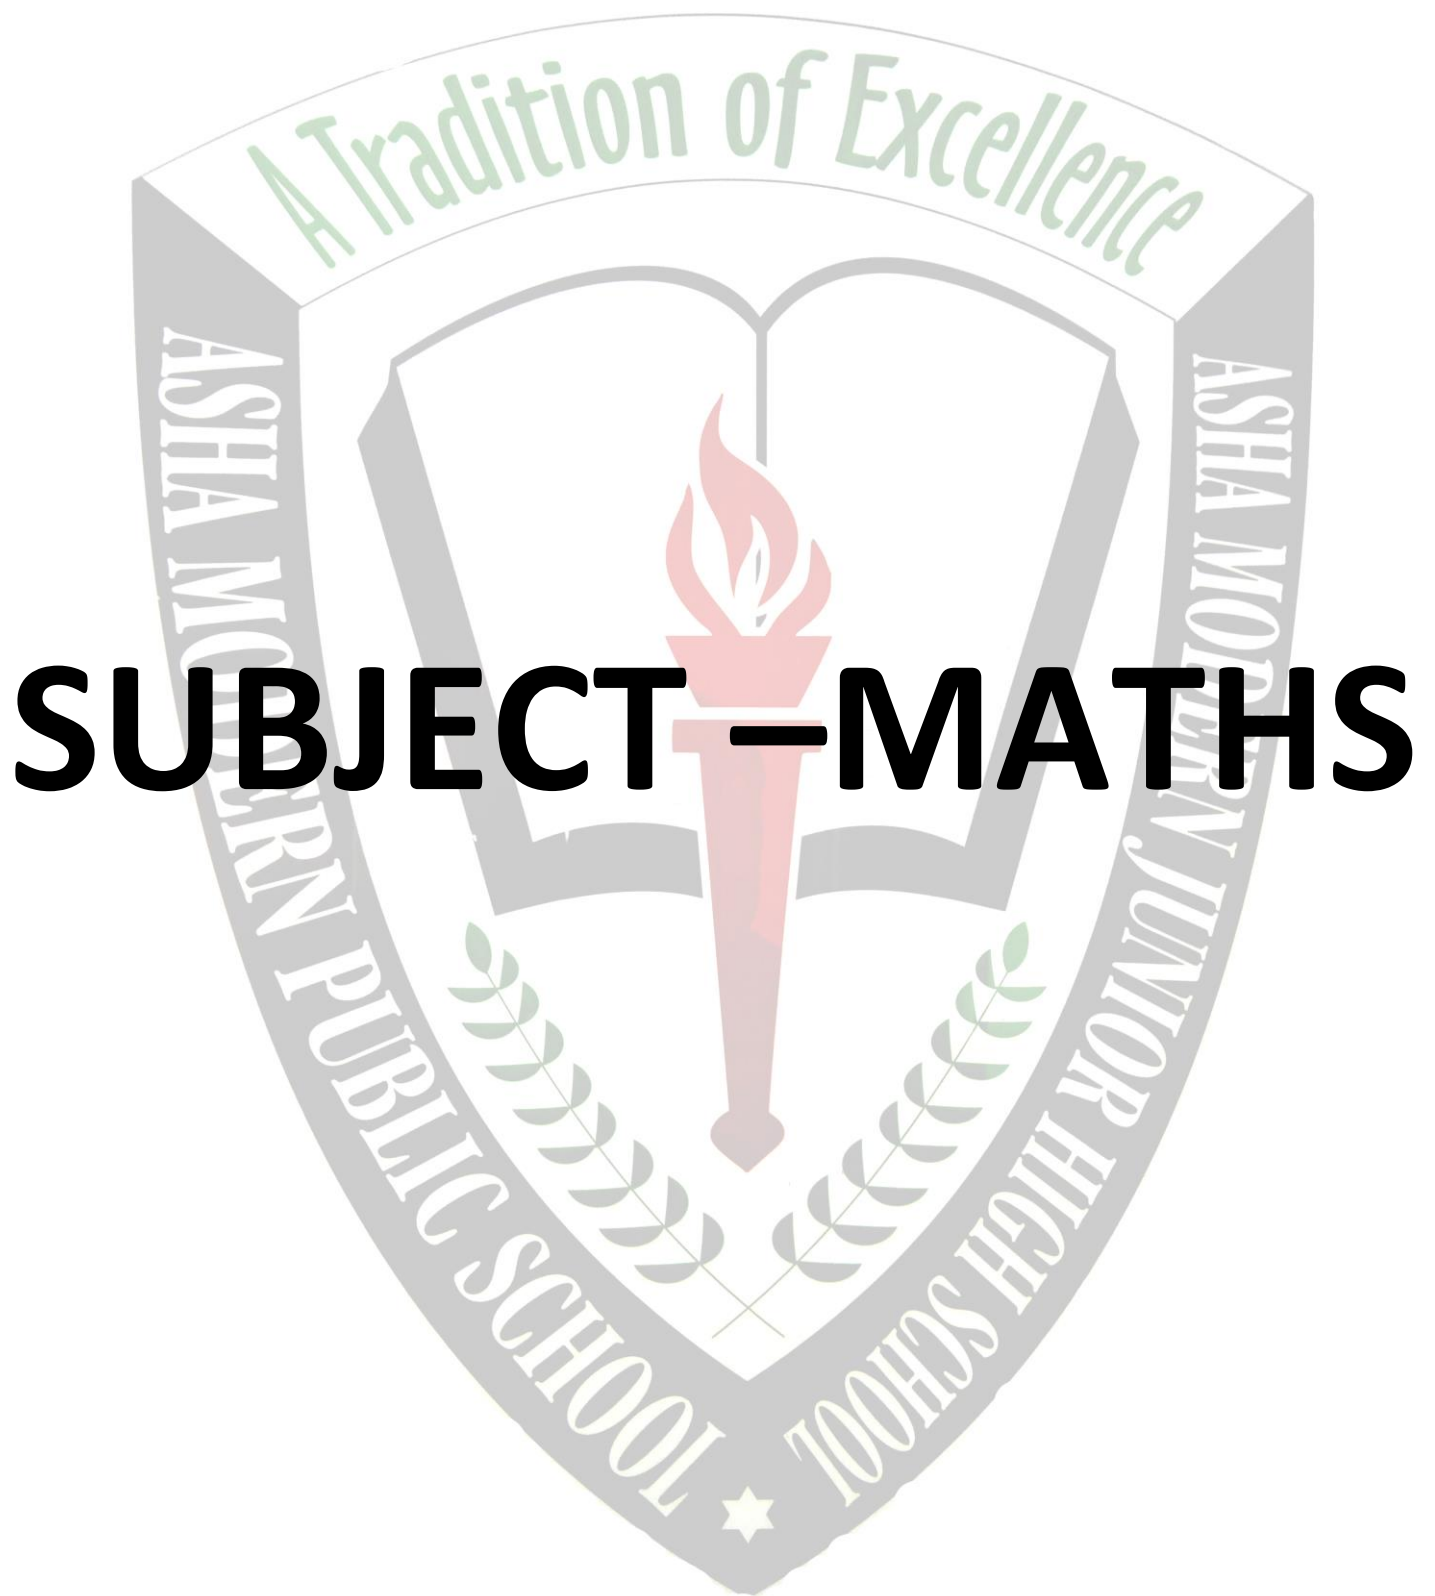 A Tradition of Excellence
ASHA MODERN PUBLIC SCHOOL
ASHA MODERN JUNIOR HIGH SCHOOL
SUBJECT –MATHS